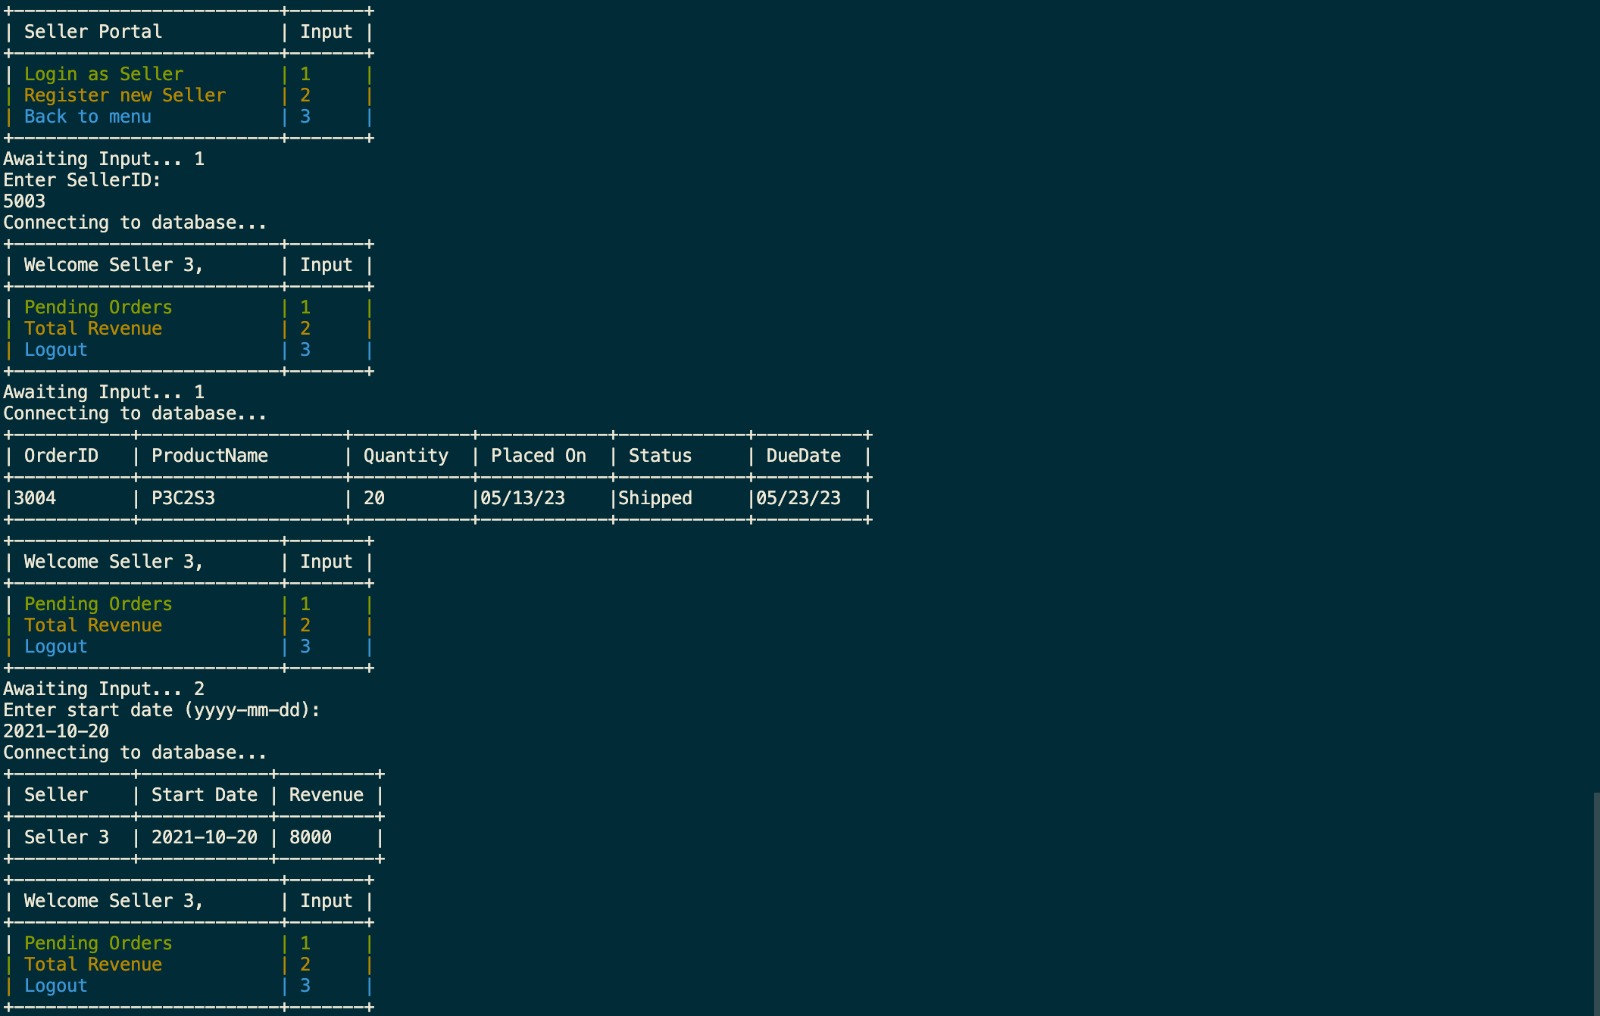 +-------------------------+-------+
| Seller Portal           | Input |
+-------------------------+-------+
| Login as Seller         | 1     |
| Register new Seller     | 2     |
| Back to menu            | 3     |
+-------------------------+-------+
Awaiting Input... 1
Enter SellerID:
5003
Connecting to database...
+-------------------------+-------+
| Welcome Seller 3,       | Input |
+-------------------------+-------+
| Pending Orders          | 1     |
| Total Revenue           | 2     |
| Logout                  | 3     |
+-------------------------+-------+
Awaiting Input... 1
Connecting to database...
+-----------+-------------------+-----------+------------+------------+----------+
| OrderID   | ProductName       | Quantity  | Placed On  | Status     | DueDate  |
+-----------+-------------------+-----------+------------+------------+----------+
|3004       | P3C2S3            | 20        |05/13/23    |Shipped     |05/23/23  |
+-----------+-------------------+-----------+------------+------------+----------+
+-------------------------+-------+
| Welcome Seller 3,       | Input |
+-------------------------+-------+
| Pending Orders          | 1     |
| Total Revenue           | 2     |
| Logout                  | 3     |
+-------------------------+-------+
Awaiting Input... 2
Enter start date (yyyy-mm-dd):
2021-10-20
Connecting to database...
+-----------+------------+---------+
| Seller    | Start Date | Revenue |
+-----------+------------+---------+
| Seller 3  | 2021-10-20 | 8000    |
+-----------+------------+---------+
+-------------------------+-------+
| Welcome Seller 3,       | Input |
+-------------------------+-------+
| Pending Orders          | 1     |
| Total Revenue           | 2     |
| Logout                  | 3     |
+-------------------------+-------+